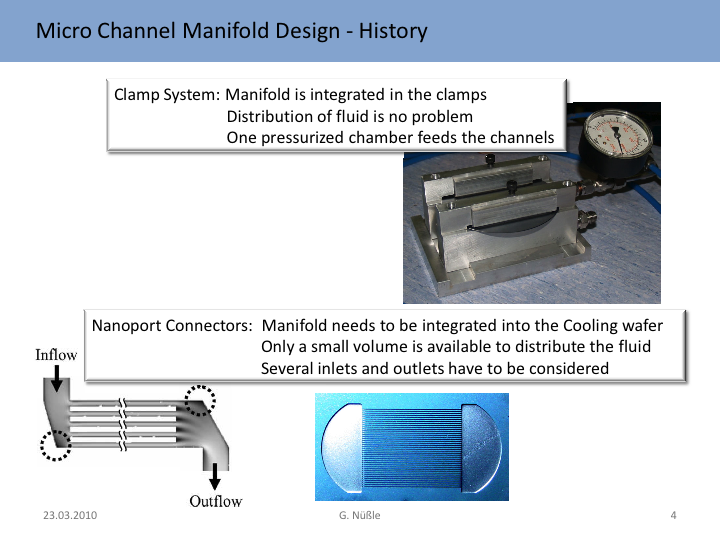 Micro Channel Manifold Design - History
Clamp System: Manifold is integrated in the clamps
Distribution of fluid is no problem
One pressurized chamber feeds the channels
Nanoport Connectors: Manifold needs to be integrated into the Cooling wafer
Only a small volume is available to distribute the fluid
Several inlets and outlets have to be considered
Inflow
Outflow
23.03.2010
G. Nüßle
4